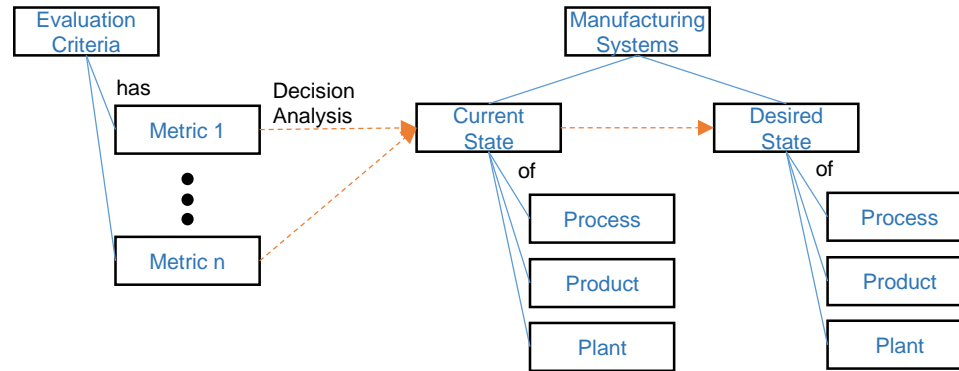 Evaluation
Criteria
Manufacturing
Systems
has
Decision
Analysis
Metric 1
Current
State
Desired
State
of
of
Process
Process
Metric n
Product
Product
Plant
Plant